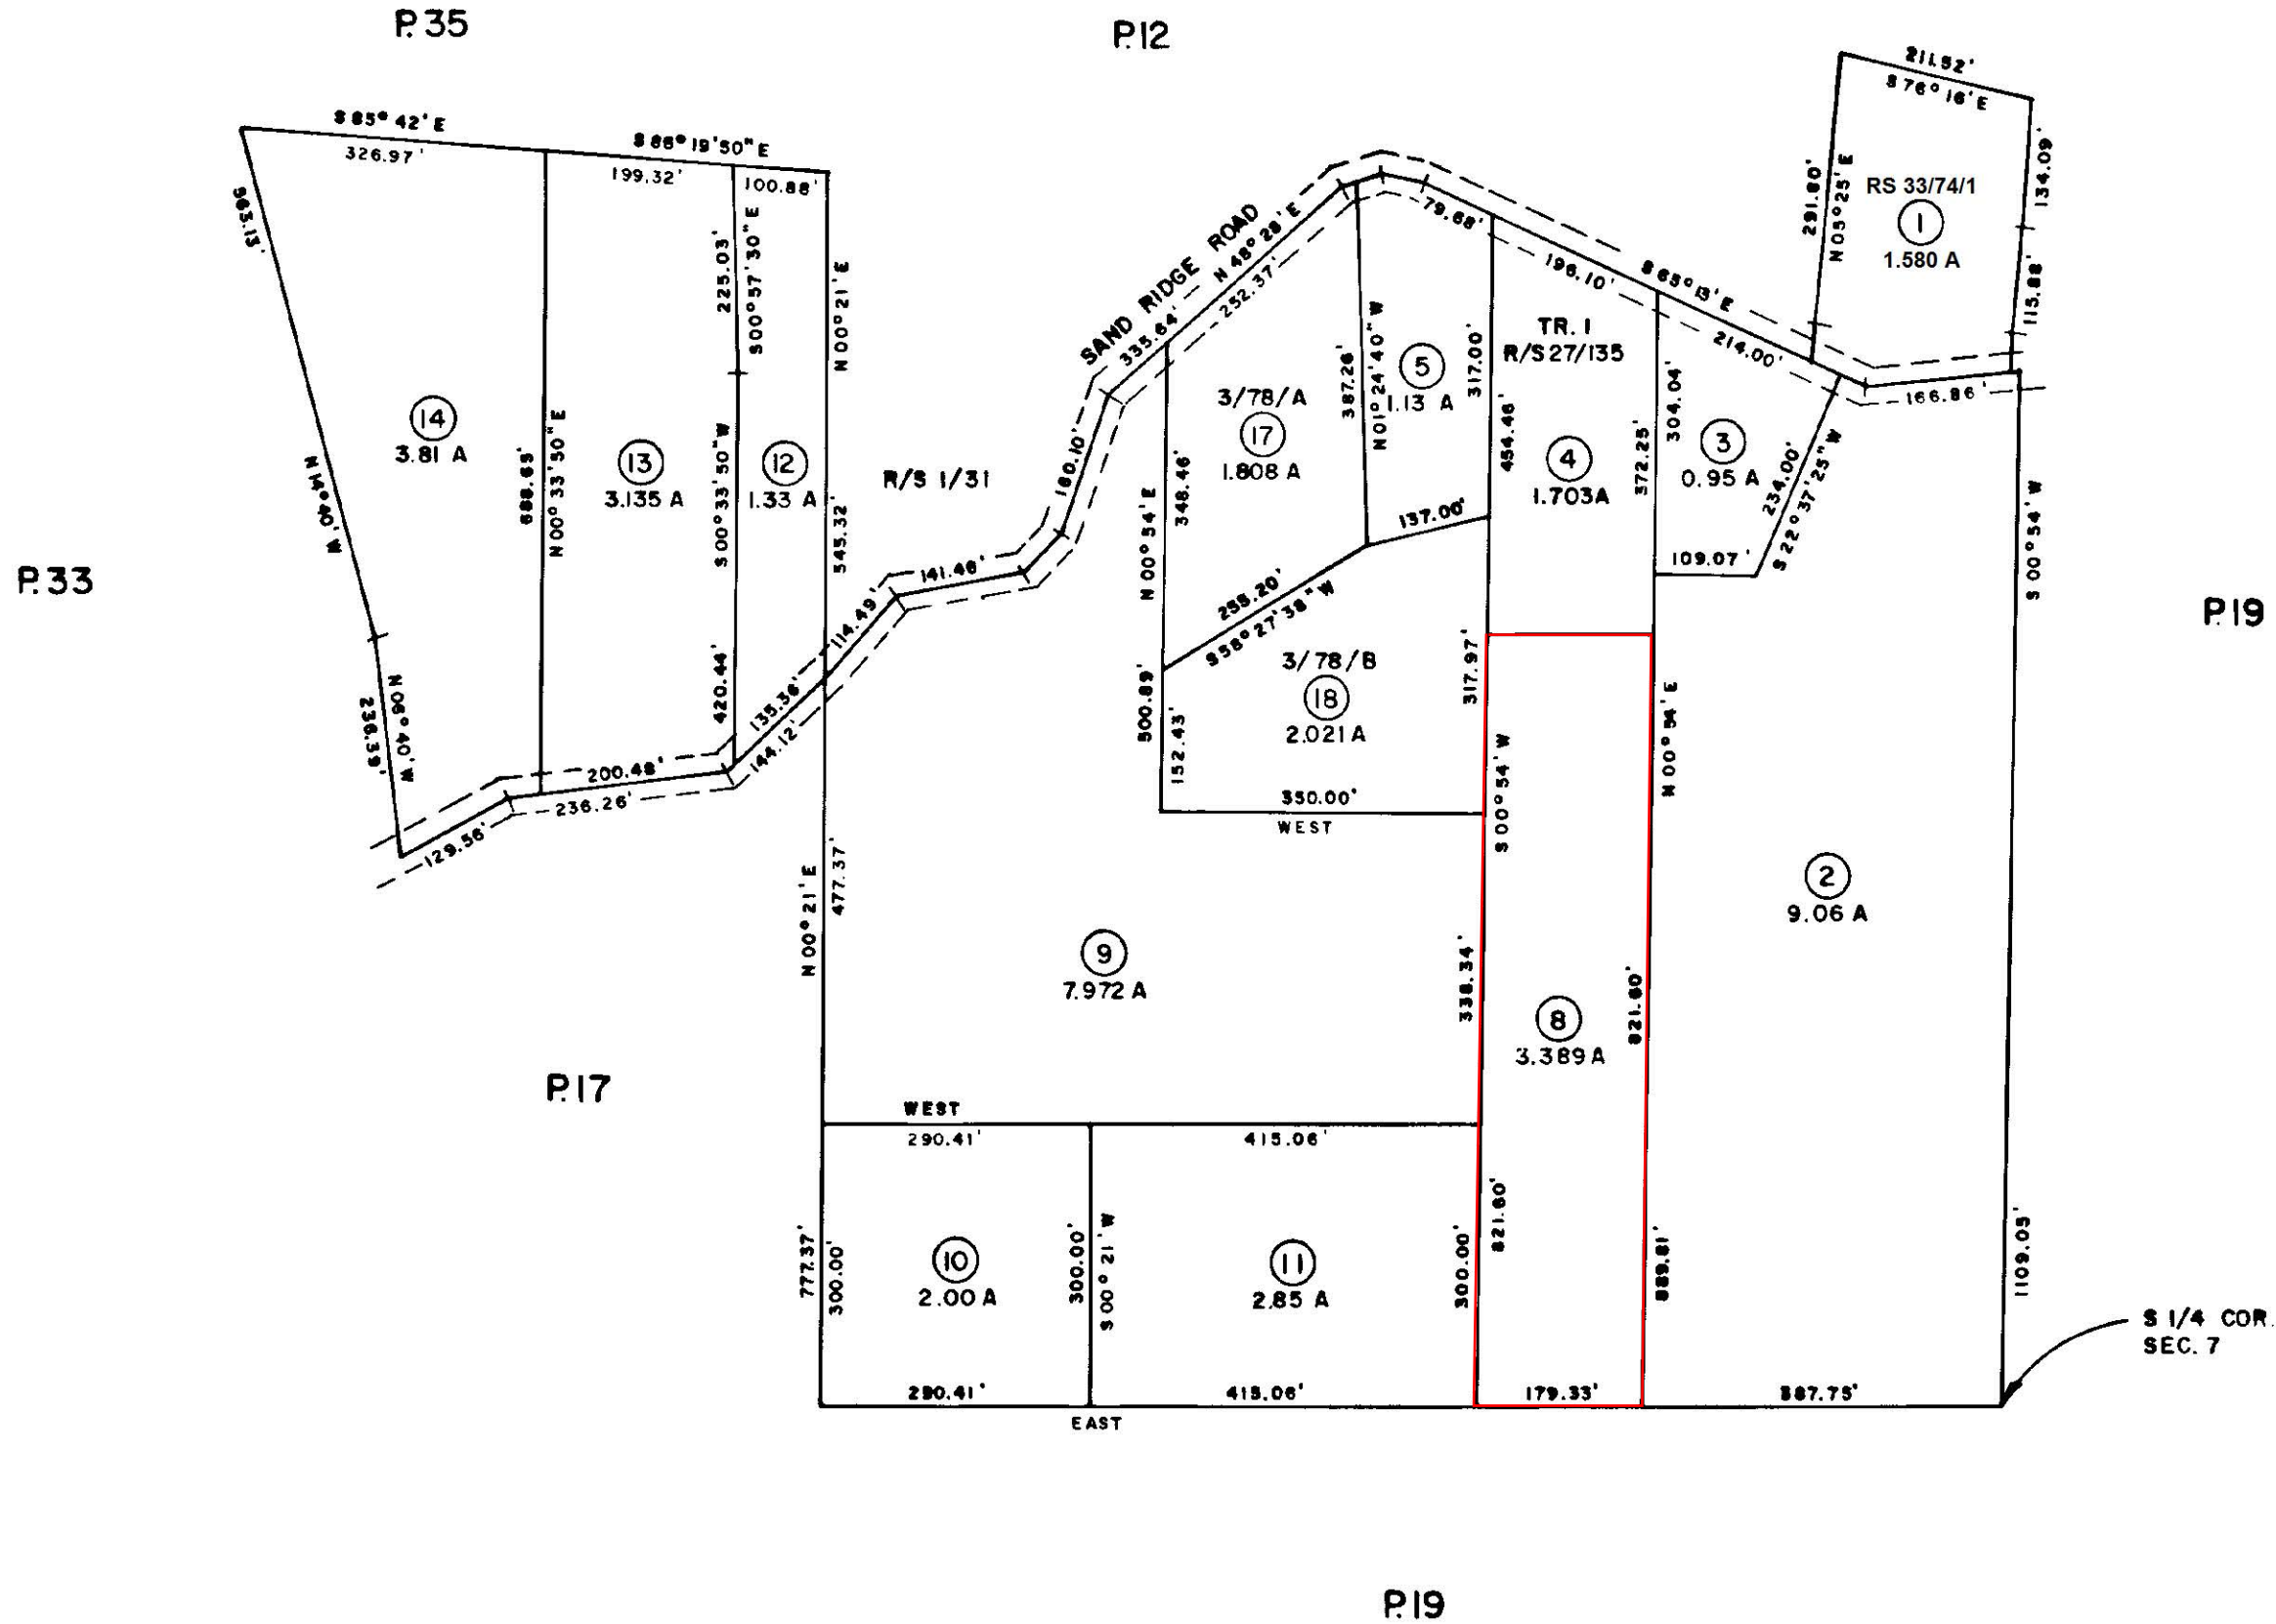 P.35
P.12
211.52'
S 76° 16' E
S 85° 42' E
326.97'
S 86° 19' 50" E
199.32'
100.88'
563.13'
N 14° 40' W
225.03'
S 00° 57' 30" E
N 00° 21' E
SAND RIDGE ROAD
N 48° 28' E
335.64'
252.37'
79.68'
196.10'
S 65° 13' E
214.00'
291.80'
N 05° 25' E
RS 33/74/1
1
1.580 A
134.09'
115.88'
166.86'
TR. 1
R/S 27/135
14
3.81 A
688.65'
N 00° 33' 50" E
13
3.135 A
S 00° 33' 50" W
12
1.33 A
545.32'
R/S 1/31
160.10'
3/78/A
17
1.808 A
348.46'
N 00° 54' E
387.26'
N 01° 24' 40" W
5
1.13 A
317.00'
454.46'
4
1.703 A
372.25'
304.04'
3
0.95 A
234.00'
S 22° 37' 25" W
109.07'
S 00° 54' W
137.00'
P.33
P.19
141.46'
114.49'
255.20'
S 58° 27' 38" W
3/78/B
18
2.021 A
317.97'
500.89'
152.43'
N 06° 40' W
236.39'
420.44'
135.36'
144.12'
200.48'
236.26'
129.56'
350.00'
WEST
S 00° 54' W
N 00° 54' E
N 00° 21' E
477.37'
9
7.972 A
338.34'
2
9.06 A
8
3.389 A
821.60'
P.17
WEST
290.41'
415.06'
777.37'
300.00'
10
2.00 A
300.00'
S 00° 21' W
11
2.85 A
300.00'
821.60'
889.81'
1109.05'
S 1/4 COR.
SEC. 7
290.41'
415.06'
179.33'
387.75'
EAST
P.19